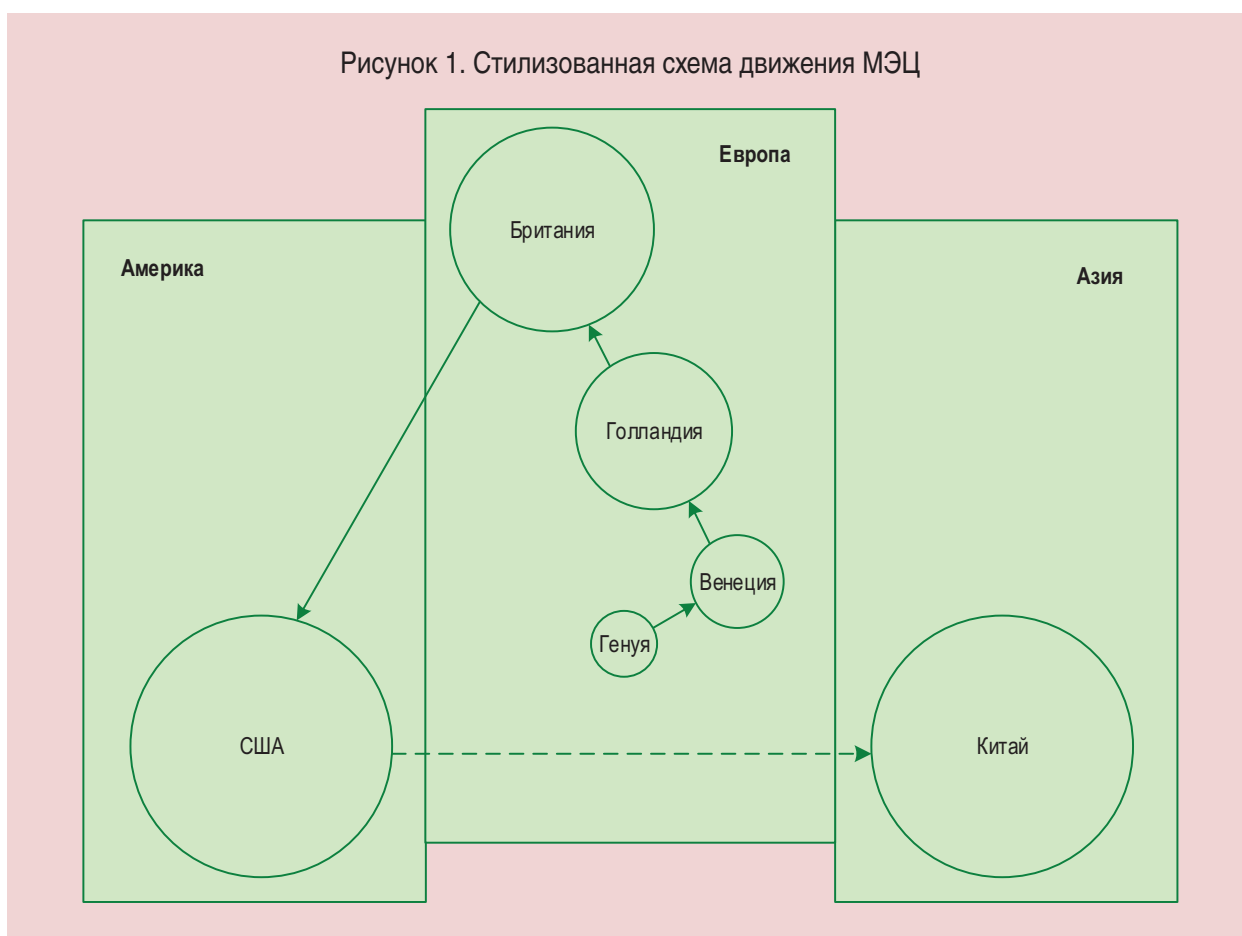 Рисунок 1. Стилизованная схема движения МЭЦ
Европа
Британия
Америка
Азия
Голландия
Венеция
Генуя
США
Китай